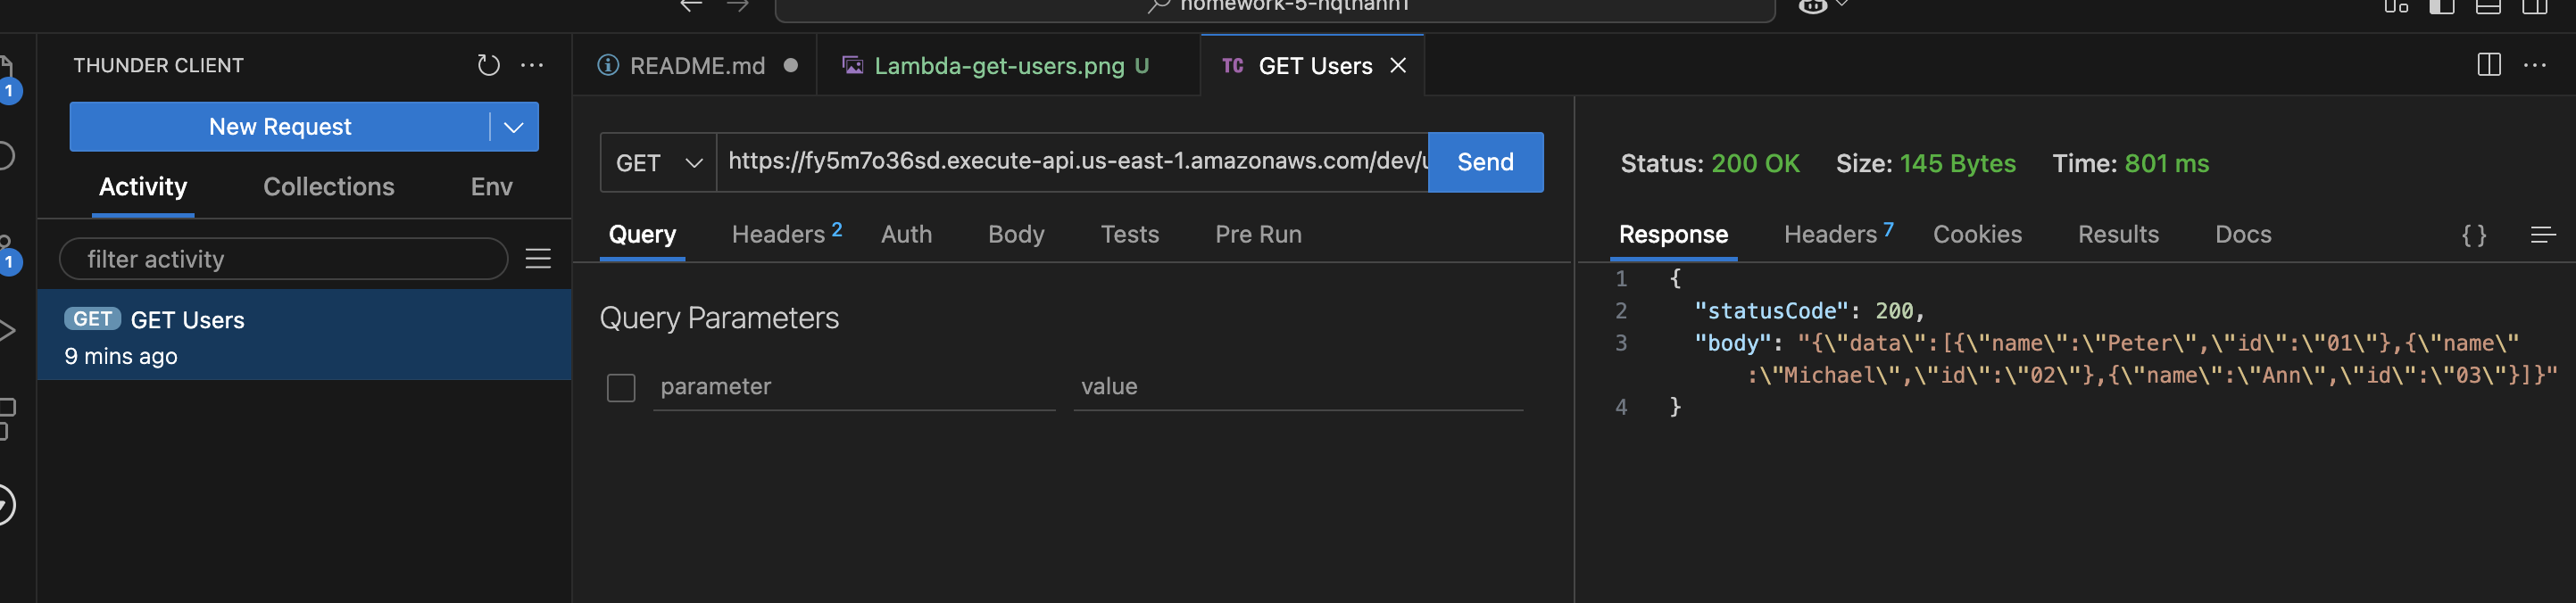 homework-5-nqthanh1
THUNDER CLIENT
New Request
Activity Collections Env
filter activity
GET GET Users
9 mins ago
1
1
README.md
Lambda-get-users.png U
TC GET Users
GET https://fy5m7o36sd.execute-api.us-east-1.amazonaws.com/dev/u
Send
Query Headers 2 Auth Body Tests Pre Run
Query Parameters
parameter value
Status: 200 OK Size: 145 Bytes Time: 801 ms
Response Headers 7 Cookies Results Docs { }
1 {
2 "statusCode": 200,
3 "body": "{\"data\":[{\"name\":\"Peter\",\"id\":\"01\"},{\"name\"
:\"Michael\",\"id\":\"02\"},{\"name\":\"Ann\",\"id\":\"03\"}]}"
4 }